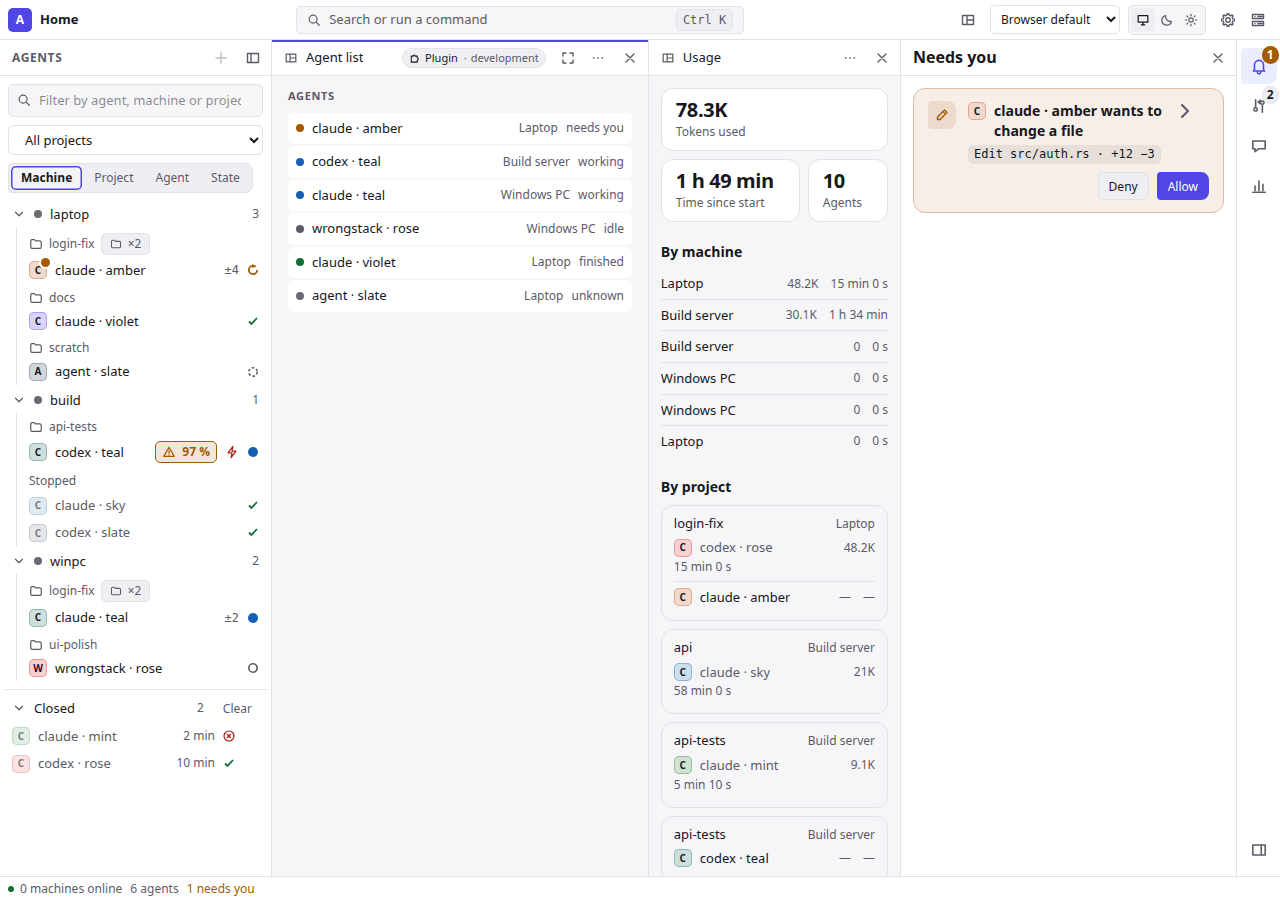 A Home
Search or run a command Ctrl K
Browser default
AGENTS
Filter by agent, machine or projec
All projects
Machine Project Agent State
laptop 3
login-fix ×2
C claude · amber ±4
docs
C claude · violet
scratch
A agent · slate
build 1
api-tests
C codex · teal 97 %
Stopped
C claude · sky
C codex · slate
winpc 2
login-fix ×2
C claude · teal ±2
ui-polish
W wrongstack · rose
Closed 2 Clear
C claude · mint 2 min
C codex · rose 10 min
Agent list Plugin · development
AGENTS
claude · amber Laptop needs you
codex · teal Build server working
claude · teal Windows PC working
wrongstack · rose Windows PC idle
claude · violet Laptop finished
agent · slate Laptop unknown
Usage
78.3K
Tokens used
1 h 49 min
Time since start
10
Agents
By machine
Laptop 48.2K 15 min 0 s
Build server 30.1K 1 h 34 min
Build server 0 0 s
Windows PC 0 0 s
Windows PC 0 0 s
Laptop 0 0 s
By project
login-fix Laptop
C codex · rose 48.2K
15 min 0 s
C claude · amber — —
api Build server
C claude · sky 21K
58 min 0 s
api-tests Build server
C claude · mint 9.1K
5 min 10 s
api-tests Build server
C codex · teal — —
Needs you
C claude · amber wants to
change a file
Edit src/auth.rs · +12 −3
Deny Allow
1
2
0 machines online 6 agents 1 needs you